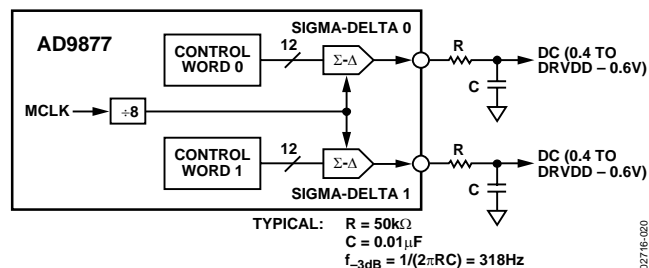 SIGMA-DELTA 0
AD9877
CONTROL
WORD 0
12
Σ-Δ
R
DC (0.4 TO
DRVDD – 0.6V)
C
MCLK
÷8
CONTROL
WORD 1
12
Σ-Δ
R
DC (0.4 TO
DRVDD – 0.6V)
C
SIGMA-DELTA 1
TYPICAL: R = 50kΩ
C = 0.01μF
f–3dB = 1/(2πRC) = 318Hz
02716-020